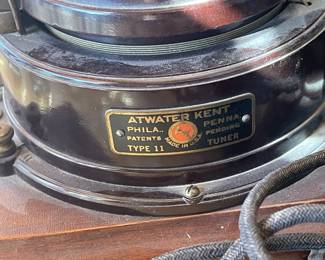 ATWATER KENT
PHILA., PENNA.
PATENTS PENDING
MADE IN U.S.A.
TYPE 11 TUNER